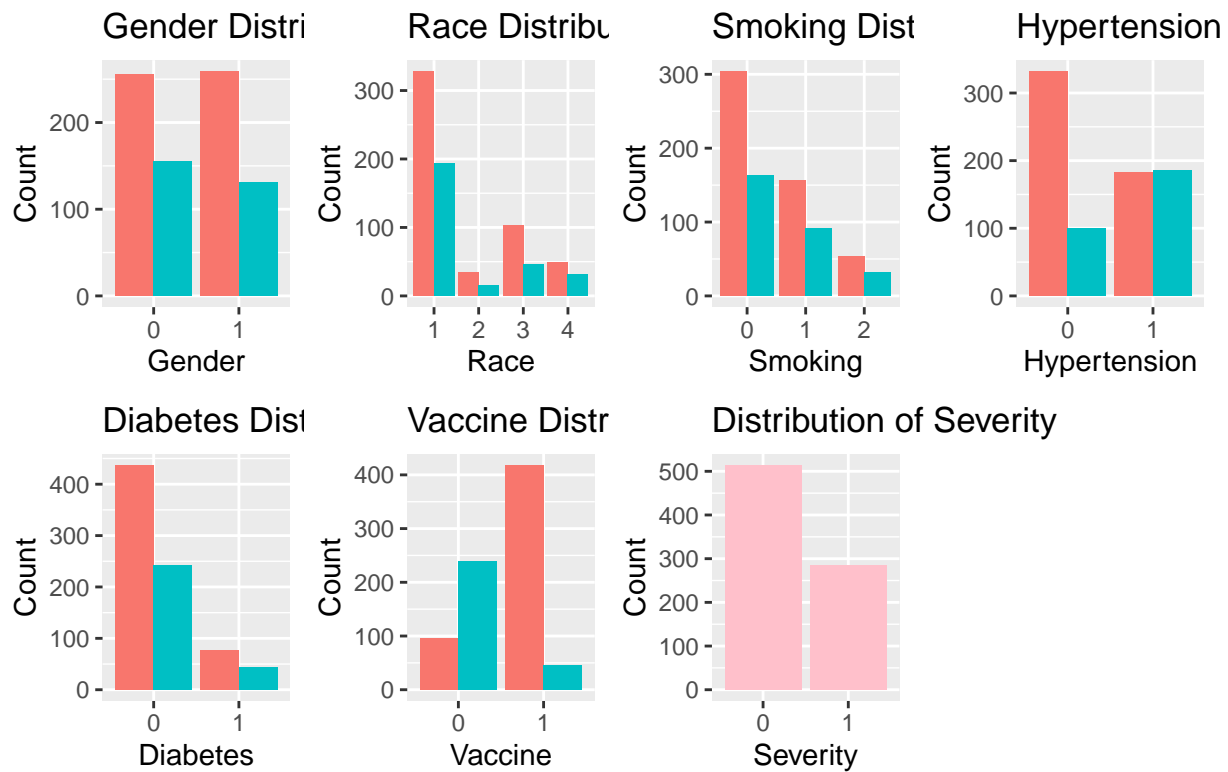 Gender Distri
Race Distribu
Smoking Dist
Hypertension
Count
200
100
0
0 1
Gender
Count
300
200
100
0
1 2 3 4
Race
Count
300
200
100
0
0 1 2
Smoking
Count
300
200
100
0
0 1
Hypertension
Diabetes Dist
Vaccine Distr
Distribution of Severity
Count
400
300
200
100
0
0 1
Diabetes
Count
400
300
200
100
0
0 1
Vaccine
Count
500
400
300
200
100
0
0 1
Severity